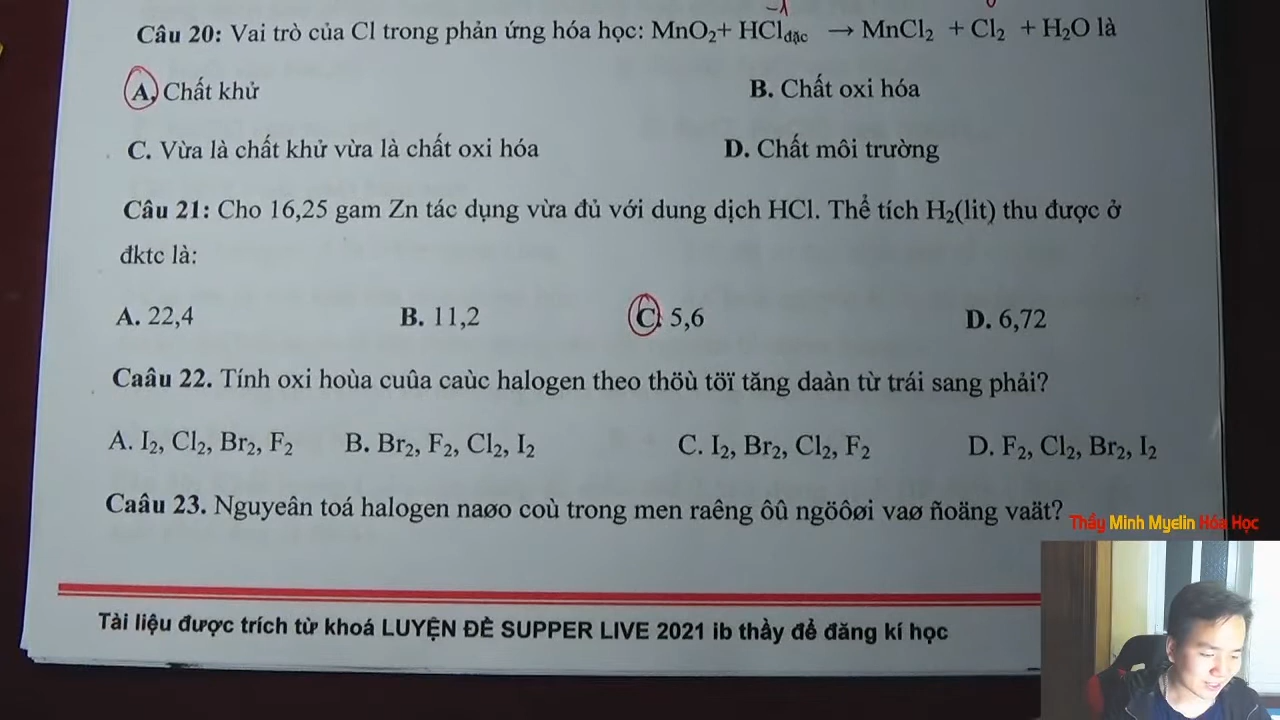 Câu 20: Vai trò của Cl trong phản ứng hóa học: MnO₂+ HClđặc → MnCl₂ + Cl₂ + H₂O là
-1 0
A. Chất khử B. Chất oxi hóa
C. Vừa là chất khử vừa là chất oxi hóa D. Chất môi trường
Câu 21: Cho 16,25 gam Zn tác dụng vừa đủ với dung dịch HCl. Thể tích H₂(lit) thu được ở
đktc là:
A. 22,4 B. 11,2 C. 5,6 D. 6,72
Caâu 22. Tính oxi hoùa cuûa caùc halogen theo thöù töï tăng daàn từ trái sang phải?
A. I₂, Cl₂, Br₂, F₂ B. Br₂, F₂, Cl₂, I₂ C. I₂, Br₂, Cl₂, F₂ D. F₂, Cl₂, Br₂, I₂
Caâu 23. Nguyeân toá halogen naøo coù trong men raêng ôû ngöôøi vaø ñoäng vaät?
Thầy Minh Myelin Hóa Học
Tài liệu được trích từ khoá LUYỆN ĐỀ SUPPER LIVE 2021 ib thầy để đăng kí học